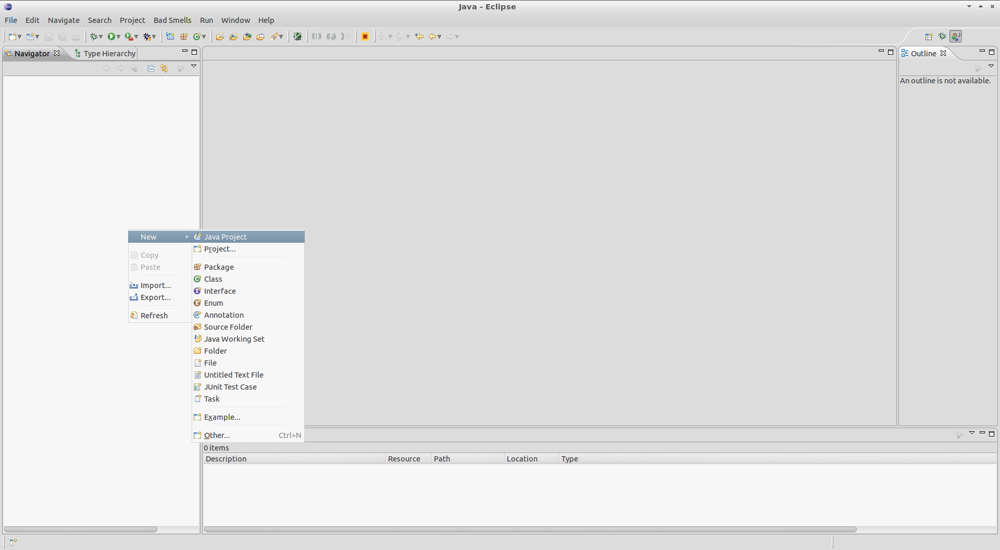 Java - Eclipse
File Edit Navigate Search Project Bad Smells Run Window Help
Navigator Type Hierarchy
Outline
An outline is not available.
New
Copy
Paste
Import...
Export...
Refresh
Java Project
Project...
Package
Class
Interface
Enum
Annotation
Source Folder
Java Working Set
Folder
File
Untitled Text File
JUnit Test Case
Task
Example...
Other... Ctrl+N
0 items
Description Resource Path Location Type